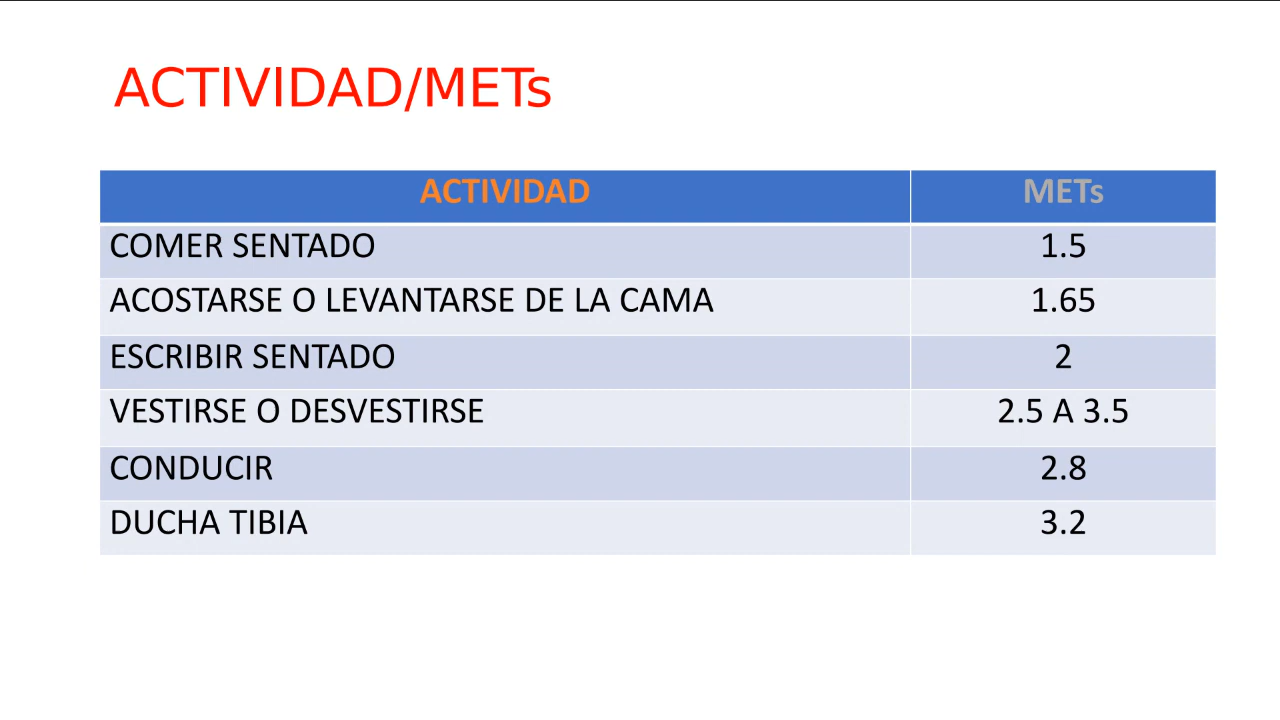 ACTIVIDAD/METs
ACTIVIDAD METs
COMER SENTADO 1.5
ACOSTARSE O LEVANTARSE DE LA CAMA 1.65
ESCRIBIR SENTADO 2
VESTIRSE O DESVESTIRSE 2.5 A 3.5
CONDUCIR 2.8
DUCHA TIBIA 3.2